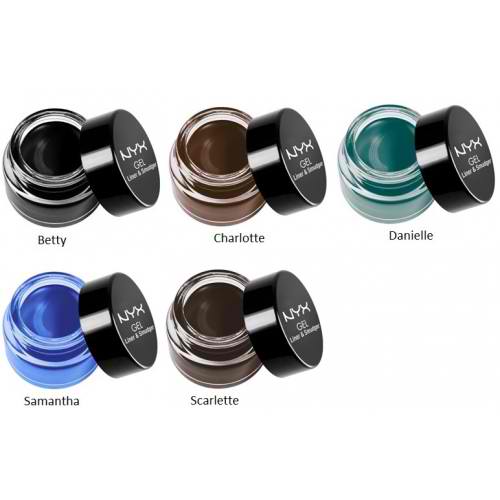 NYX
GEL
Liner & Smudger
NYX
GEL
Liner & Smudger
NYX
GEL
Liner & Smudger
Betty
Charlotte
Danielle
NYX
GEL
Liner & Smudger
NYX
GEL
Liner & Smudger
Samantha
Scarlette